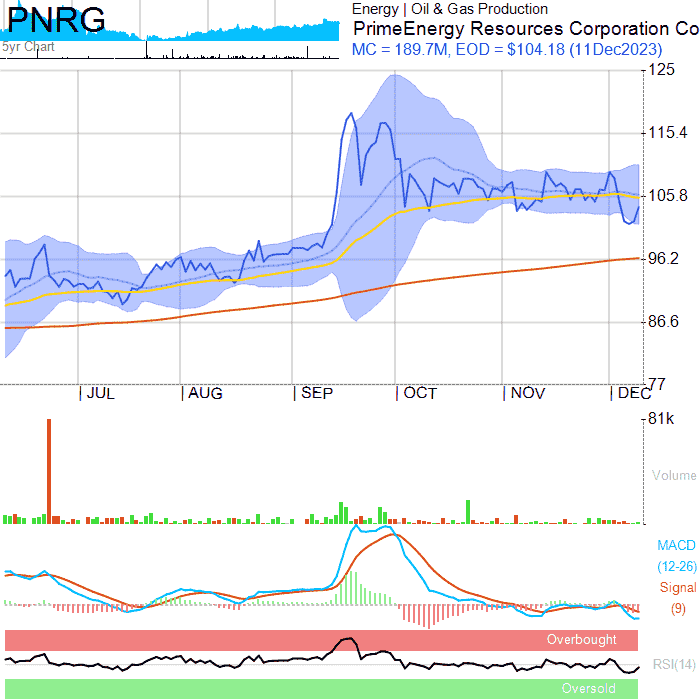 PNRG
5yr Chart
Energy | Oil & Gas Production
PrimeEnergy Resources Corporation Co
MC = 189.7M, EOD = $104.18 (11Dec2023)
125
115.4
105.8
96.2
86.6
77
| JUL | AUG | SEP | OCT | NOV | DEC
81k
Volume
MACD
(12-26)
Signal
(9)
Overbought
RSI(14)
Oversold